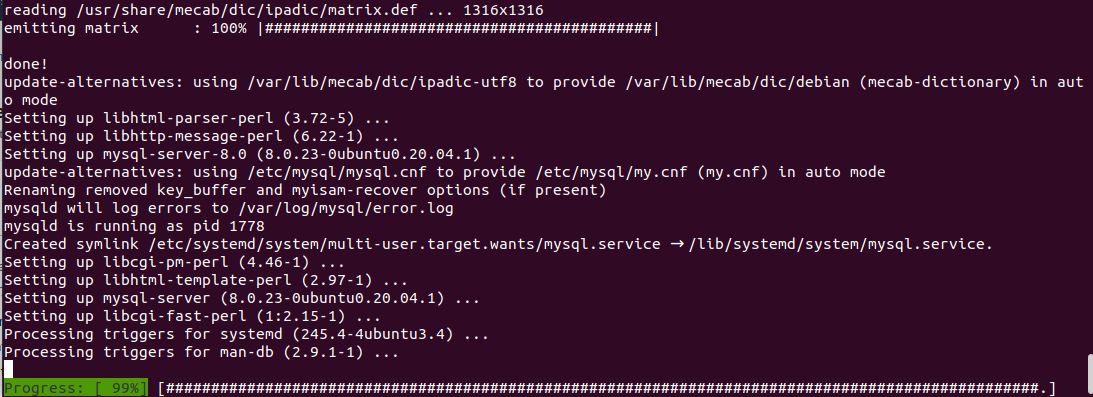 reading /usr/share/mecab/dic/ipadic/matrix.def ... 1316x1316
emitting matrix      : 100% |###########################################|
done!
update-alternatives: using /var/lib/mecab/dic/ipadic-utf8 to provide /var/lib/mecab/dic/debian (mecab-dictionary) in aut
o mode
Setting up libhtml-parser-perl (3.72-5) ...
Setting up libhttp-message-perl (6.22-1) ...
Setting up mysql-server-8.0 (8.0.23-0ubuntu0.20.04.1) ...
update-alternatives: using /etc/mysql/mysql.cnf to provide /etc/mysql/my.cnf (my.cnf) in auto mode
Renaming removed key_buffer and myisam-recover options (if present)
mysqld will log errors to /var/log/mysql/error.log
mysqld is running as pid 1778
Created symlink /etc/systemd/system/multi-user.target.wants/mysql.service → /lib/systemd/system/mysql.service.
Setting up libcgi-pm-perl (4.46-1) ...
Setting up libhtml-template-perl (2.97-1) ...
Setting up mysql-server (8.0.23-0ubuntu0.20.04.1) ...
Setting up libcgi-fast-perl (1:2.15-1) ...
Processing triggers for systemd (245.4-4ubuntu3.4) ...
Processing triggers for man-db (2.9.1-1) ...
Progress: [ 99%] [#################################################################################################.]